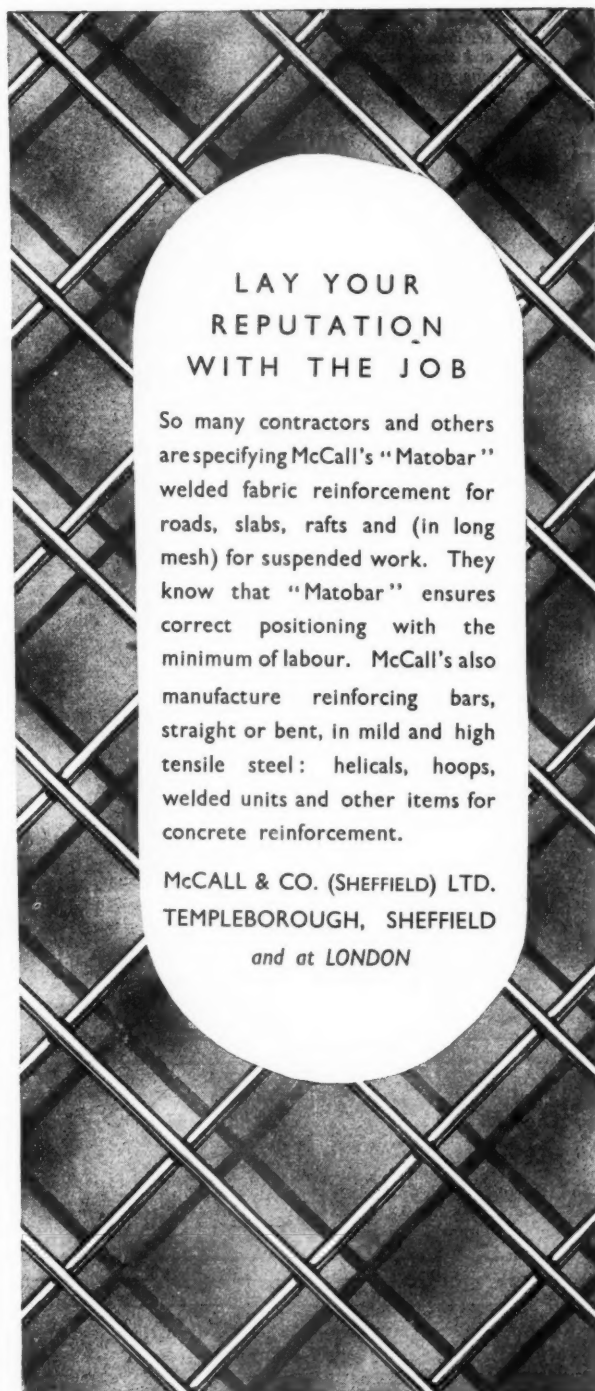 LAY YOUR
REPUTATION
WITH THE JOB
So many contractors and others
are specifying McCall's "Matobar"
welded fabric reinforcement for
roads, slabs, rafts and (in long
mesh) for suspended work. They
know that "Matobar" ensures
correct positioning with the
minimum of labour. McCall's also
manufacture reinforcing bars,
straight or bent, in mild and high
tensile steel: helicals, hoops,
welded units and other items for
concrete reinforcement.
McCALL & CO. (SHEFFIELD) LTD.
TEMPLEBOROUGH, SHEFFIELD
and at LONDON